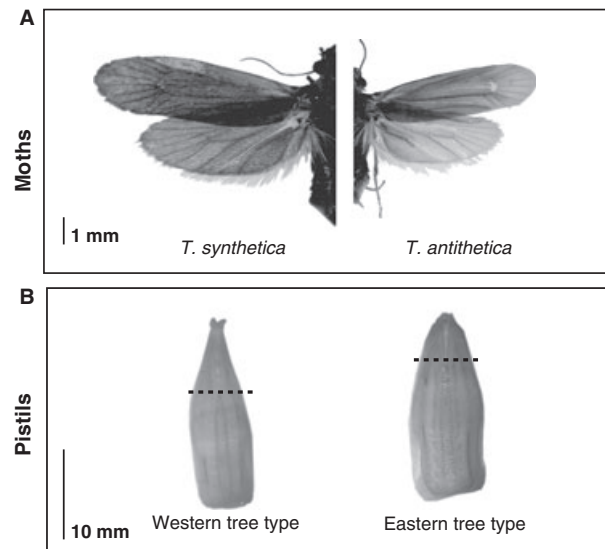 A
Moths
1 mm
T. synthetica
T. antithetica
B
Pistils
10 mm
Western tree type
Eastern tree type